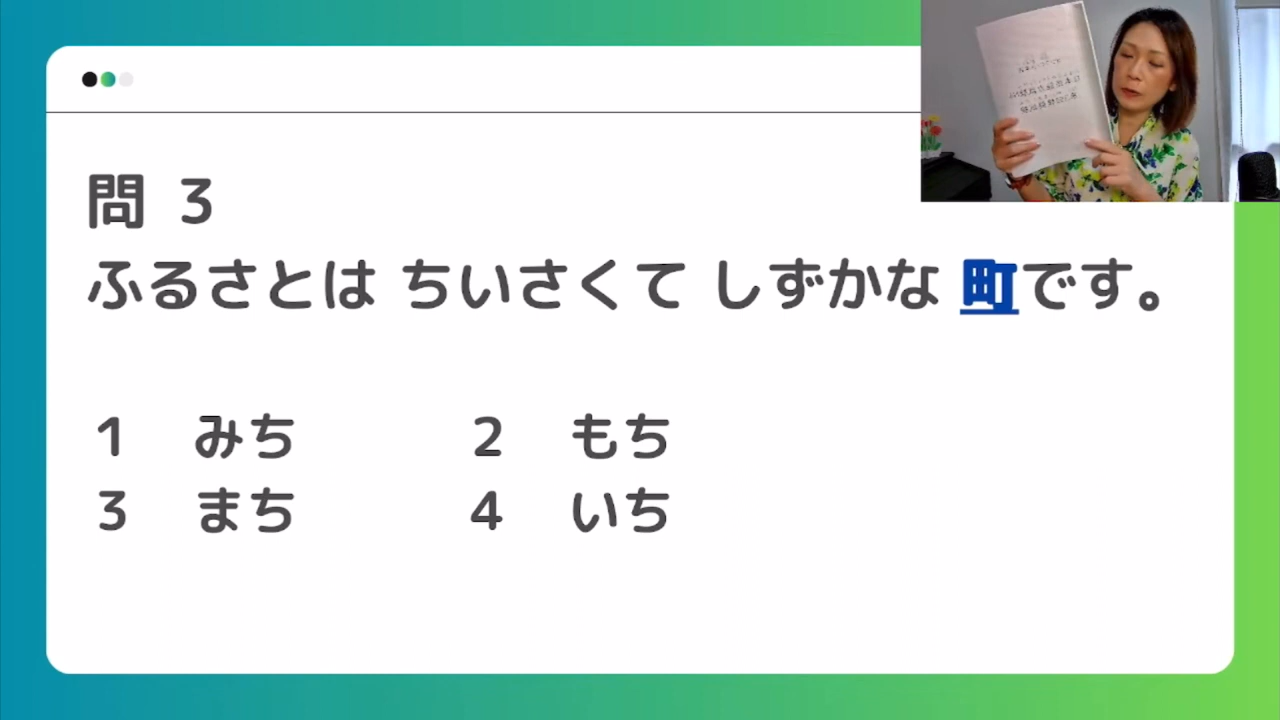 問 3
ふるさとは ちいさくて しずかな 町です。
1 みち 2 もち
3 まち 4 いち